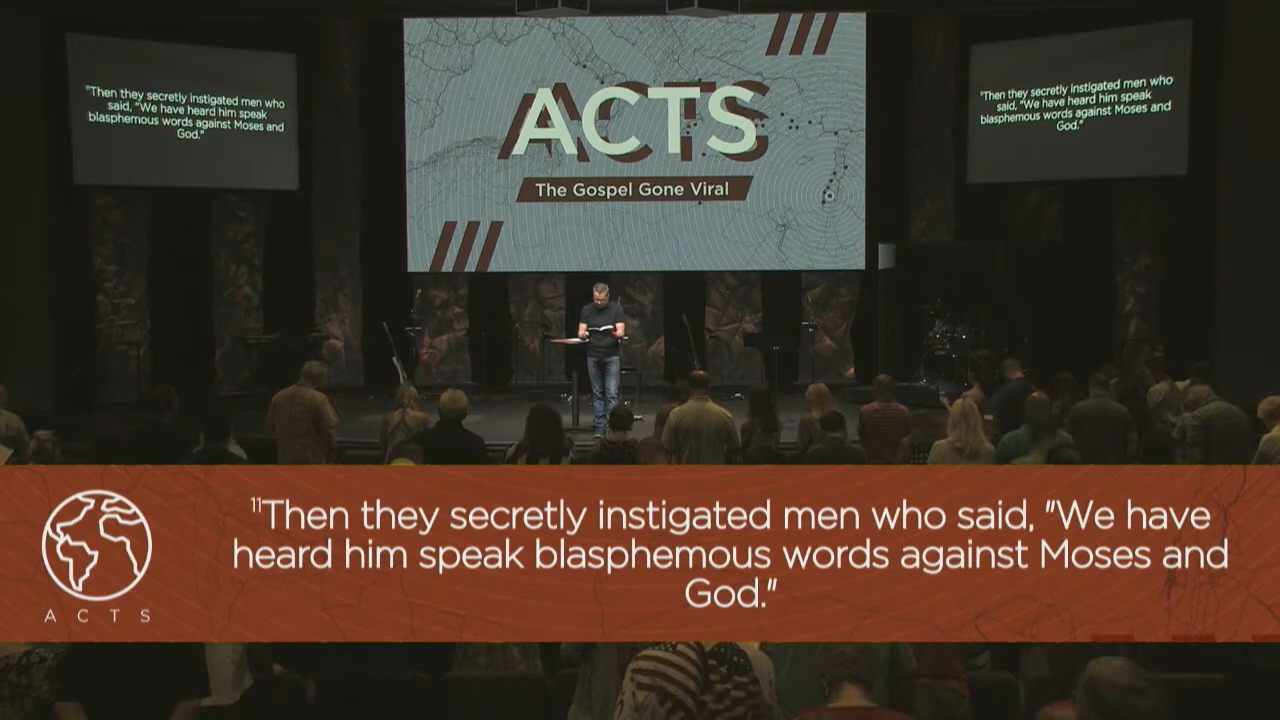 "Then they secretly instigated men who
said, "We have heard him speak
blasphemous words against Moses and
God."
ACTS
The Gospel Gone Viral
"Then they secretly instigated men who
said, "We have heard him speak
blasphemous words against Moses and
God."
ACTS
11Then they secretly instigated men who said, "We have
heard him speak blasphemous words against Moses and
God."